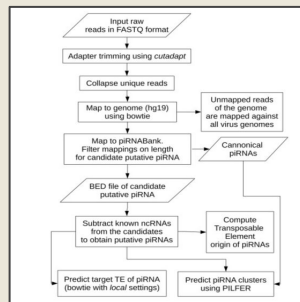 Input raw
reads in FASTQ format
Adapter trimming using cutadapt
Collapse unique reads
Map to genome (hg19)
using bowtie
Unmapped reads
of the genome
are mapped against
all virus genomes
Map to piRNABank.
Filter mappings on length
for candidate putative piRNA
Cannonical
piRNAs
BED file of candidate
putative piRNA
Subtract known ncRNAs
from the candidates
to obtain putative piRNAs
Compute
Transposable
Element
origin of piRNAs
Predict target TE of piRNA
(bowtie with local settings)
Predict piRNA clusters
using PILFER